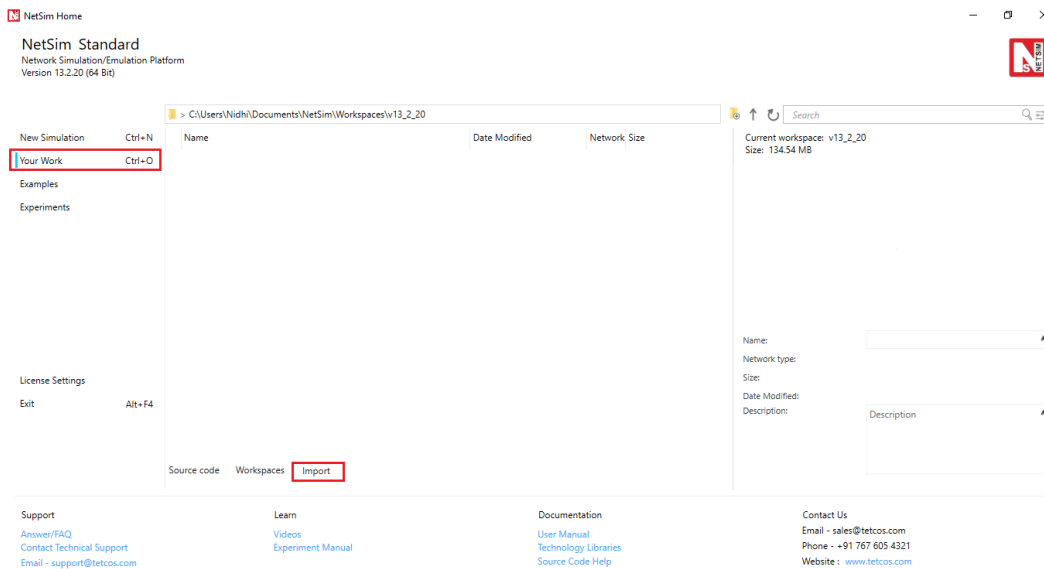 NetSim Home
NetSim Standard
Network Simulation/Emulation Platform
Version 13.2.20 (64 Bit)
NETSIM
> C:\Users\Nidhi\Documents\NetSim\Workspaces\v13_2_20
Search
New Simulation Ctrl+N
Your Work Ctrl+O
Examples
Experiments
License Settings
Exit Alt+F4
Name Date Modified Network Size
Source code Workspaces Import
Current workspace: v13_2_20
Size: 134.54 MB
Name:
Network type:
Size:
Date Modified:
Description: Description
Support
Answer/FAQ
Contact Technical Support
Email - support@tetcos.com
Learn
Videos
Experiment Manual
Documentation
User Manual
Technology Libraries
Source Code Help
Contact Us
Email - sales@tetcos.com
Phone - +91 767 605 4321
Website : www.tetcos.com